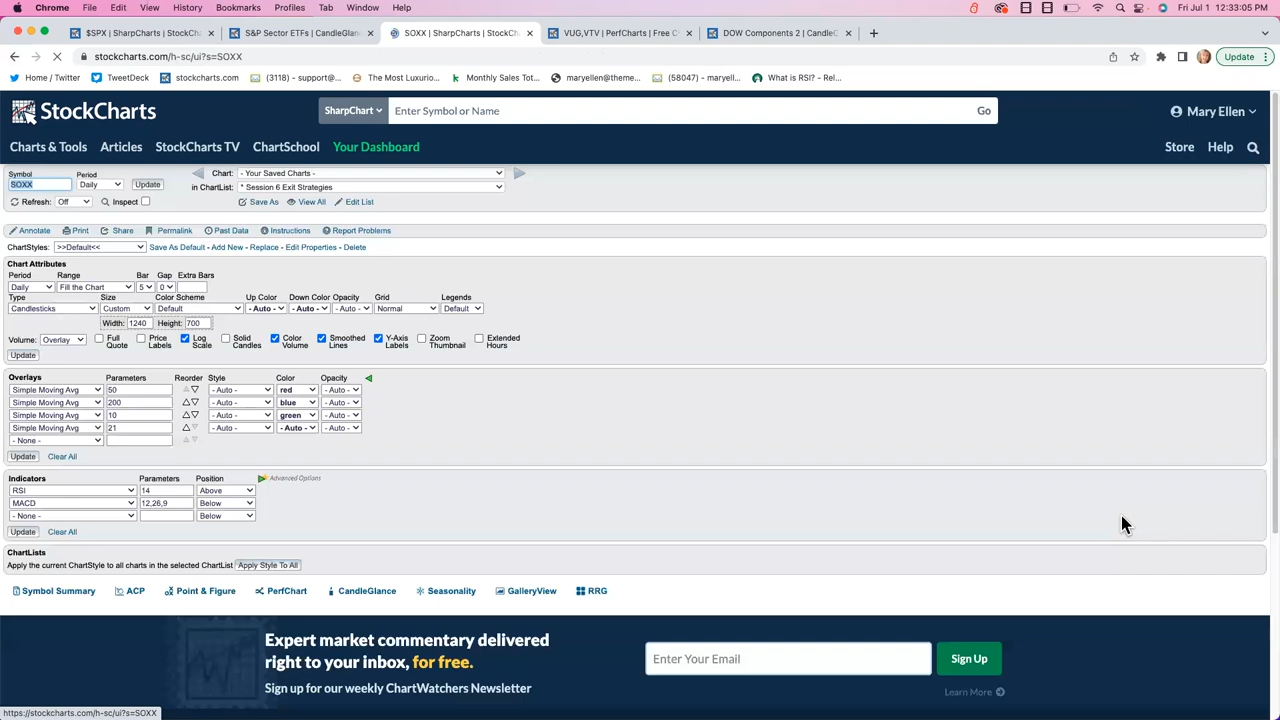 Chrome File Edit View History Bookmarks Profiles Tab Window Help Fri Jul 1 12:33:05 PM
$SPX | SharpCharts | StockCh S&P Sector ETFs | CandleGlan SOXX | SharpCharts | StockCh VUG,VTV | PerfCharts | Free C DOW Components 2 | CandleG
stockcharts.com/h-sc/ui?s=SOXX Update
Home / Twitter TweetDeck stockcharts.com (3118) - support@... The Most Luxurio... Monthly Sales Tot... maryellen@theme... (58047) - maryell... What is RSI? - Rel...
StockCharts SharpChart Enter Symbol or Name Go Mary Ellen
Charts & Tools Articles StockCharts TV ChartSchool Your Dashboard Store Help
Symbol Period Chart: - Your Saved Charts -
SOXX Daily Update in ChartList: * Session 6 Exit Strategies
Refresh: Off Inspect Save As View All Edit List
Annotate Print Share Permalink Past Data Instructions Report Problems
ChartStyles: >>Default<< Save As Default - Add New - Replace - Edit Properties - Delete
Chart Attributes
Period Range Bar Gap Extra Bars
Daily Fill the Chart 5 0
Type Size Color Scheme Up Color Down Color Opacity Grid Legends
Candlesticks Custom Default - Auto - - Auto - - Auto - Normal Default
Width: 1240 Height: 700
Volume: Overlay Full Quote Price Labels Log Scale Solid Candles Color Volume Smoothed Lines Y-Axis Labels Zoom Thumbnail Extended Hours
Update
Overlays Parameters Reorder Style Color Opacity
Simple Moving Avg 50 - Auto - red - Auto -
Simple Moving Avg 200 - Auto - blue - Auto -
Simple Moving Avg 10 - Auto - green - Auto -
Simple Moving Avg 21 - Auto - - Auto - - Auto -
- None -
Update Clear All
Indicators Parameters Position Advanced Options
RSI 14 Above
MACD 12,26,9 Below
- None - Below
Update Clear All
ChartLists
Apply the current ChartStyle to all charts in the selected ChartList Apply Style To All
Symbol Summary ACP Point & Figure PerfChart CandleGlance Seasonality GalleryView RRG
Expert market commentary delivered
right to your inbox, for free.
Enter Your Email Sign Up
Sign up for our weekly ChartWatchers Newsletter
Learn More
https://stockcharts.com/h-sc/ui?s=SOXX